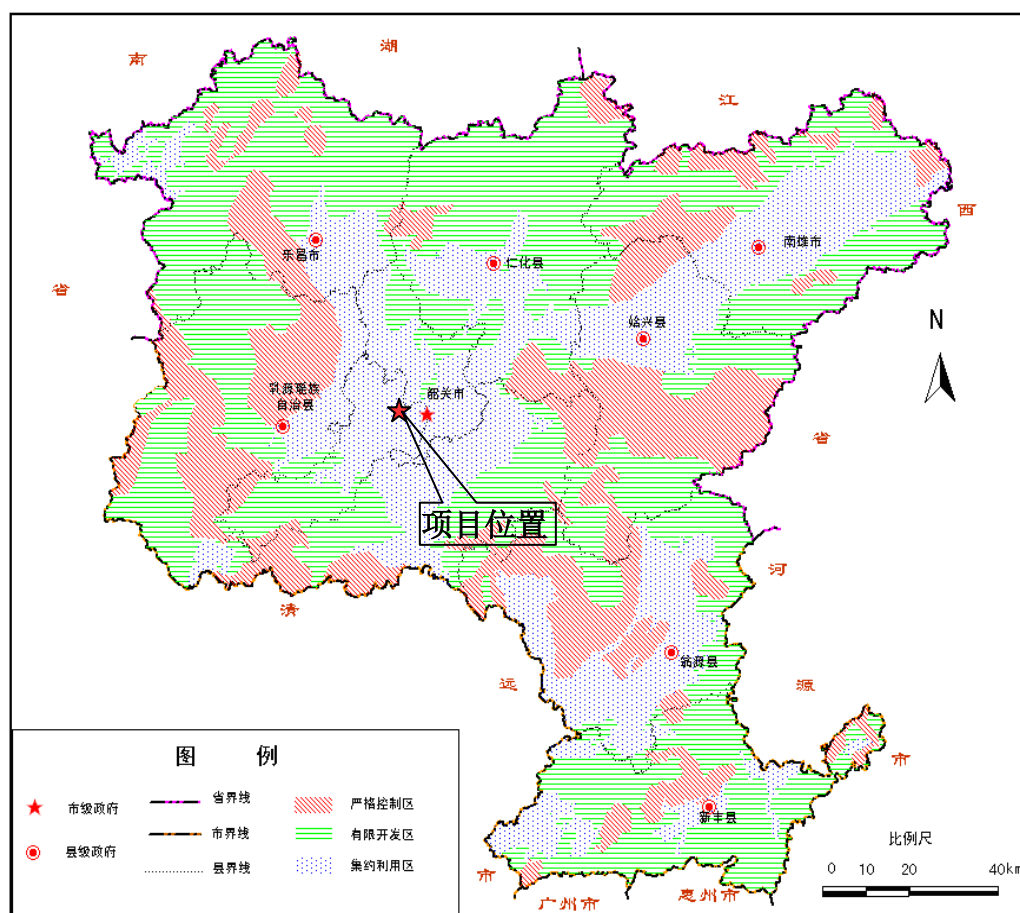 南
湖
江
西
省
乐昌市
仁化县
南雄市
始兴县
N
乳源瑶族
自治县
韶关市
省
项目位置
河
清
翁源县
远
源
市
新丰县
图 例
市级政府
省界线
严格控制区
市界线
有限开发区
县级政府
县界线
集约利用区
比例尺
0
10
20
40km
市
广州市
惠州市